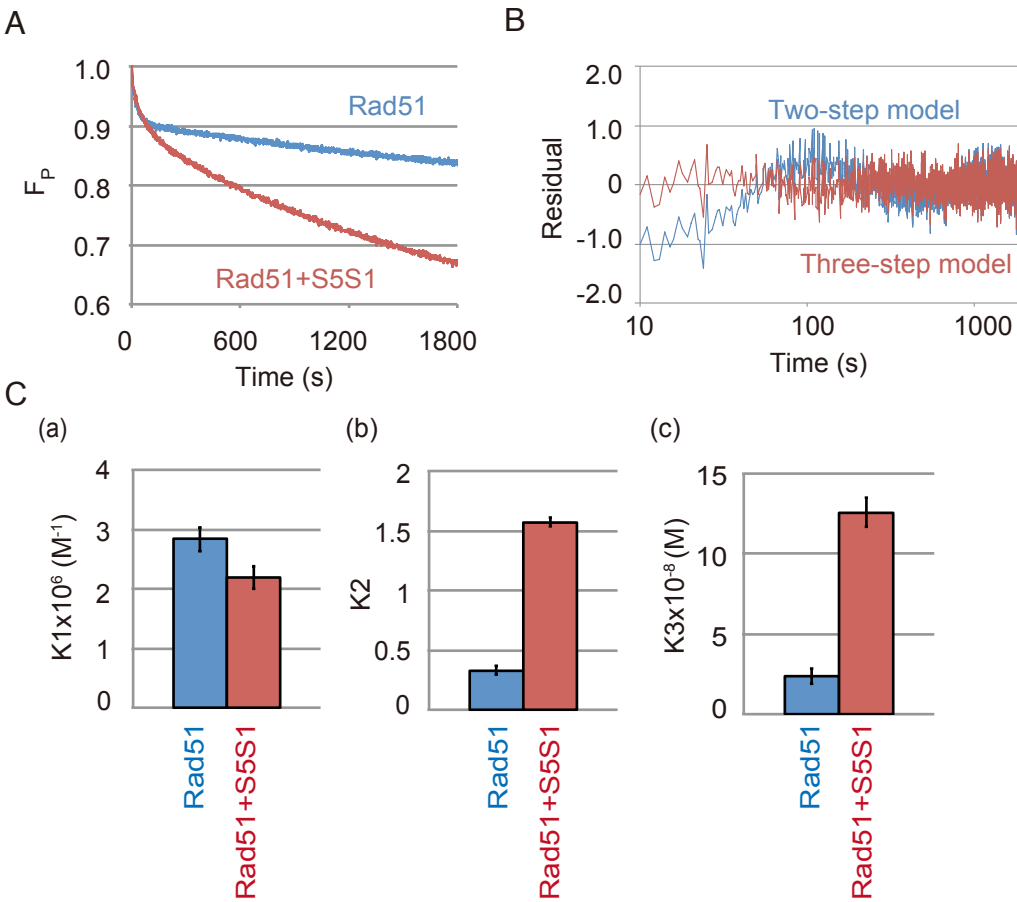 A
1.0
0.9
0.8
0.7
0.6
F_P
Rad51
Rad51+S5S1
0 600 1200 1800
Time (s)
B
2.0
1.0
0
-1.0
-2.0
Residual
Two-step model
Three-step model
10 100 1000
Time (s)
C
(a)
4
3
2
1
0
K1x10⁶ (M⁻¹)
Rad51
Rad51+S5S1
(b)
2
1.5
1
0.5
0
K2
Rad51
Rad51+S5S1
(c)
15
10
5
0
K3x10⁻⁸ (M)
Rad51
Rad51+S5S1